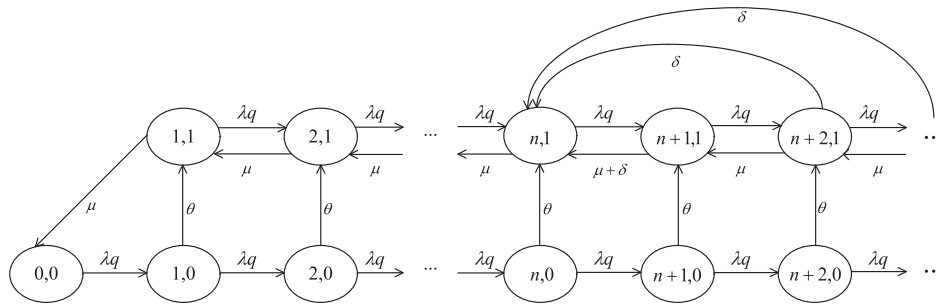 δ
δ
λq λq ... λq λq λq λq
1,1 2,1 n,1 n+1,1 n+2,1 ..
μ μ μ μ+δ μ μ
μ θ θ θ θ θ
λq λq λq ... λq λq λq λq
0,0 1,0 2,0 n,0 n+1,0 n+2,0 ..